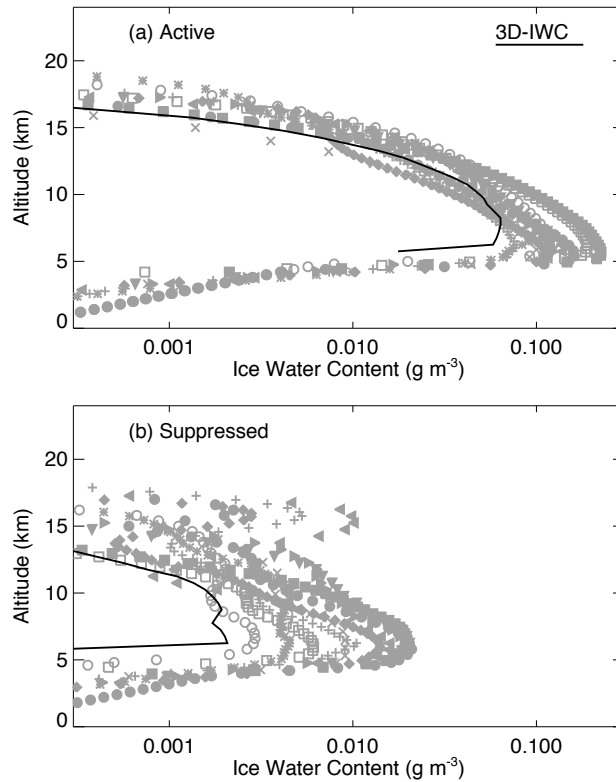 (a) Active
3D-IWC
20
15
10
5
0
Altitude (km)
0.001 0.010 0.100
Ice Water Content (g m⁻³)
(b) Suppressed
20
15
10
5
0
Altitude (km)
0.001 0.010 0.100
Ice Water Content (g m⁻³)